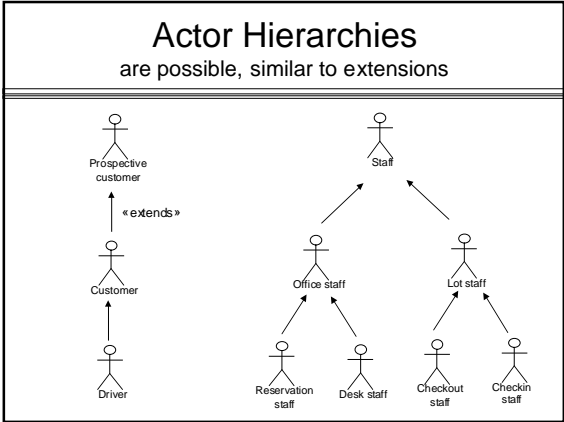 Actor Hierarchies
are possible, similar to extensions
Prospective
customer
Staff
«extends»
Customer
Office staff
Lot staff
Driver
Reservation
staff
Desk staff
Checkout
staff
Checkin
staff